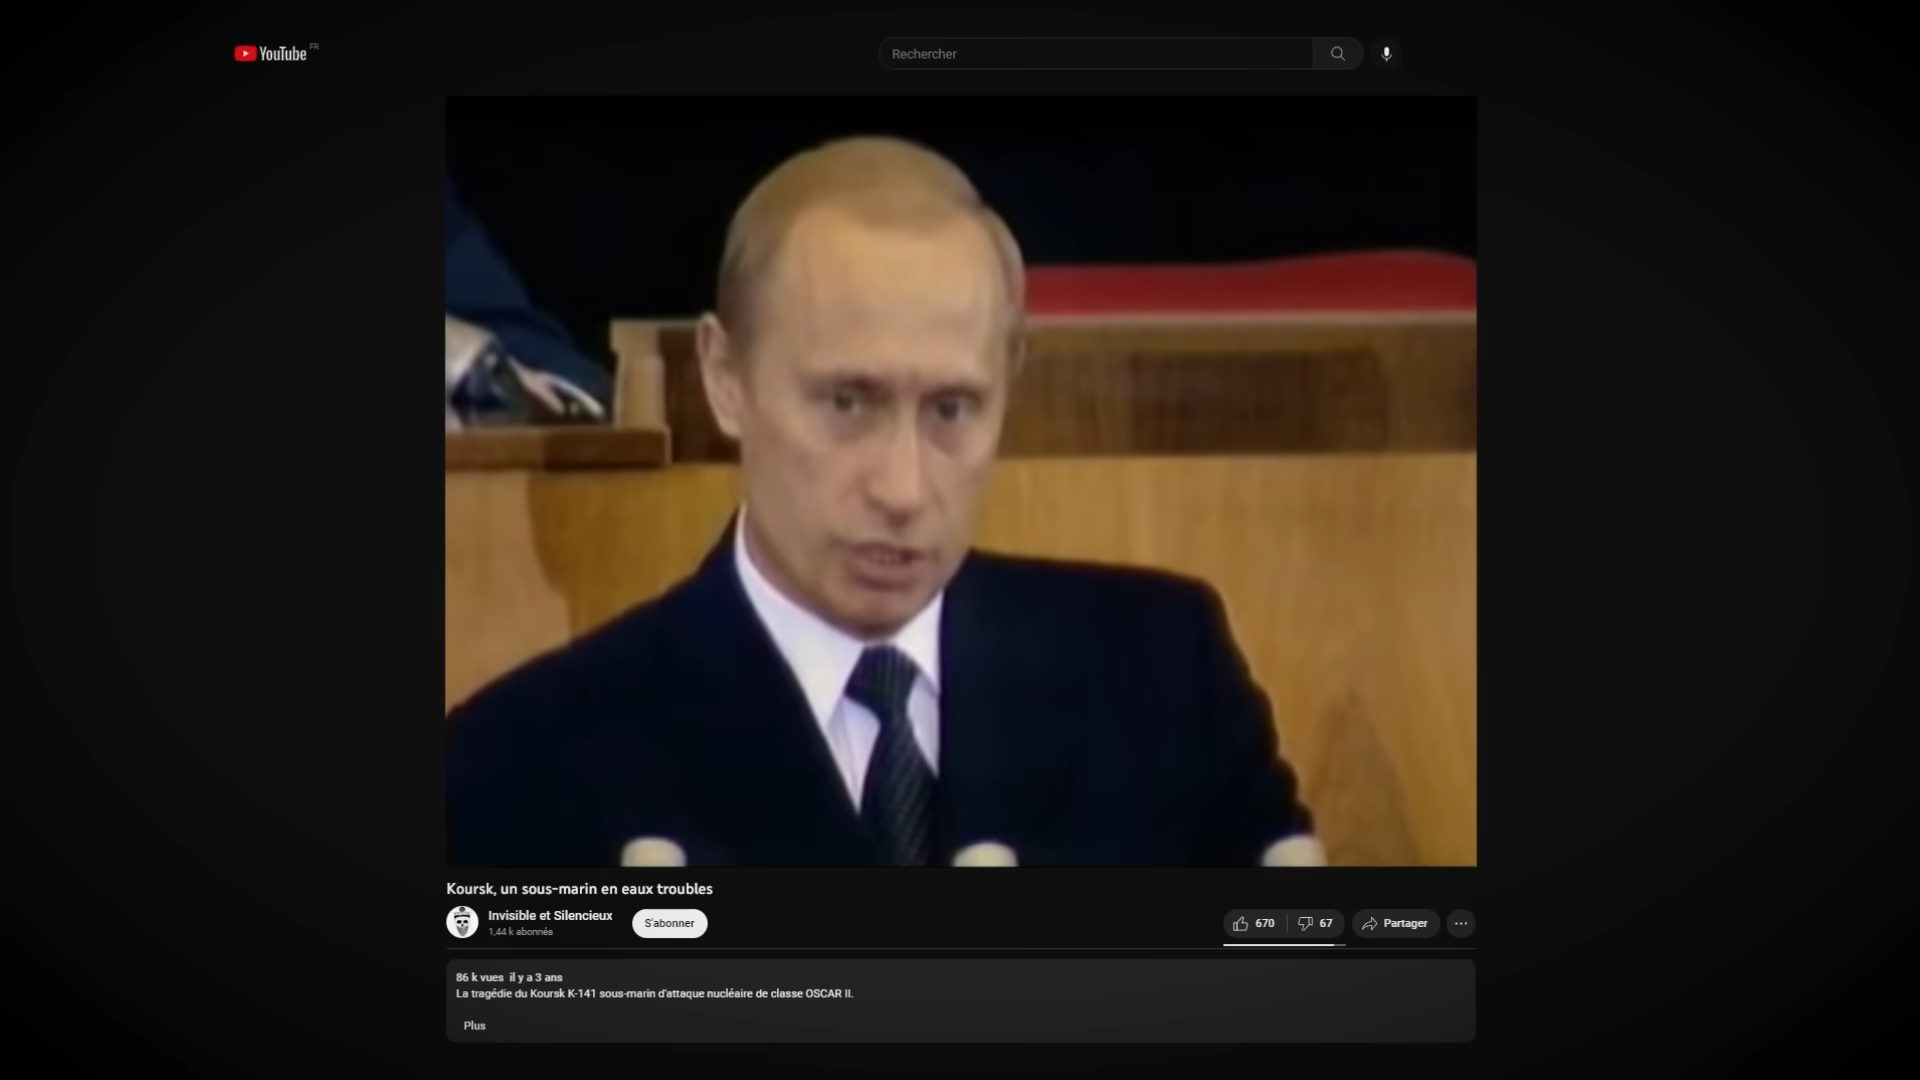 YouTube FR
Rechercher
Koursk, un sous-marin en eaux troubles
Invisible et Silencieux
1,44 k abonnés
S'abonner
670
67
Partager
86 k vues il y a 3 ans
La tragédie du Koursk K-141 sous-marin d'attaque nucléaire de classe OSCAR II.
Plus